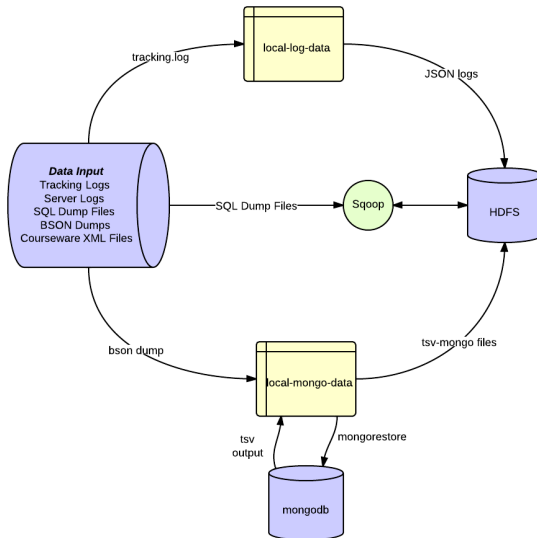 local-log-data
tracking.log
JSON logs
Data Input
Tracking Logs
Server Logs
SQL Dump Files
BSON Dumps
Courseware XML Files
SQL Dump Files
Sqoop
HDFS
bson dump
tsv-mongo files
local-mongo-data
tsv
output
mongorestore
mongodb